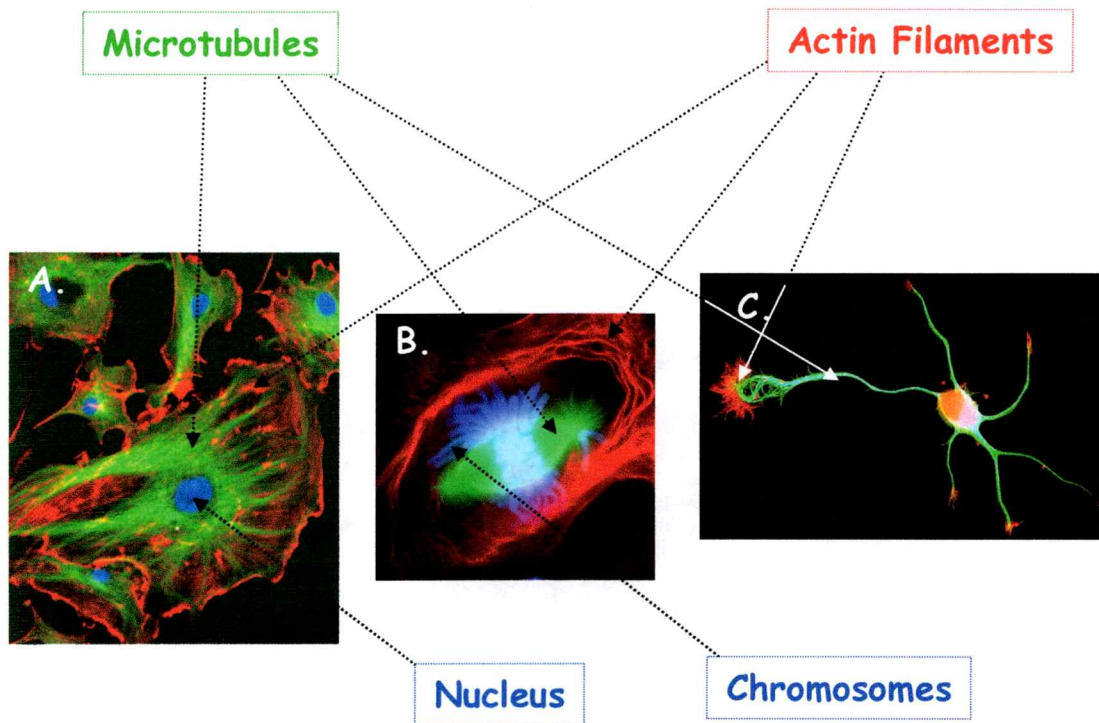 Microtubules
Actin Filaments
A.
B.
C.
Nucleus
Chromosomes